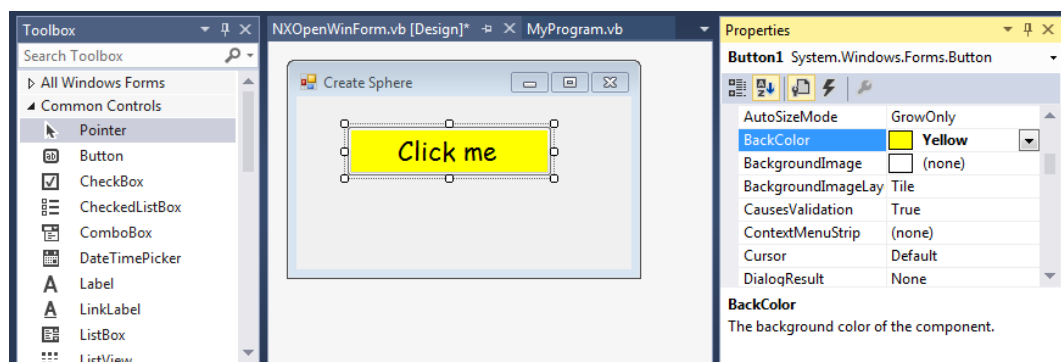 Toolbox
Search Toolbox
All Windows Forms
Common Controls
Pointer
Button
CheckBox
CheckedListBox
ComboBox
DateTimePicker
Label
LinkLabel
ListBox
ListView
NXOpenWinForm.vb [Design]* MyProgram.vb
Create Sphere
Click me
Properties
Button1 System.Windows.Forms.Button
AutoSizeMode GrowOnly
BackColor Yellow
BackgroundImage (none)
BackgroundImageLay Tile
CausesValidation True
ContextMenuStrip (none)
Cursor Default
DialogResult None
BackColor
The background color of the component.